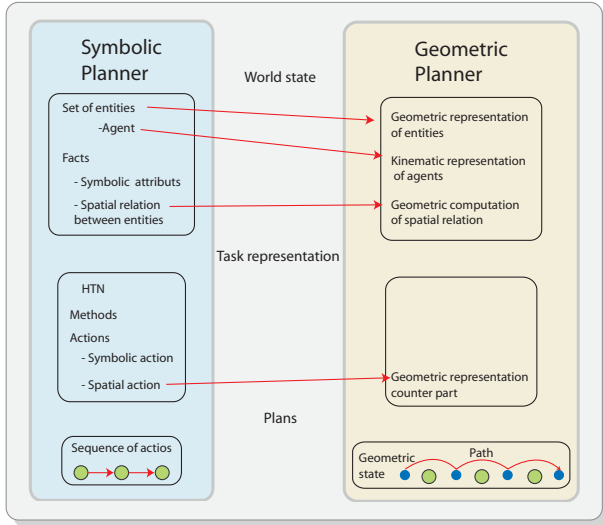 Symbolic
Planner
World state
Geometric
Planner
Set of entities
-Agent
Facts
- Symbolic attributs
- Spatial relation
between entities
Geometric representation
of entities
Kinematic representation
of agents
Geometric computation
of spatial relation
Task representation
HTN
Methods
Actions
- Symbolic action
- Spatial action
Geometric representation
counter part
Plans
Sequence of actios
Geometric
state
Path